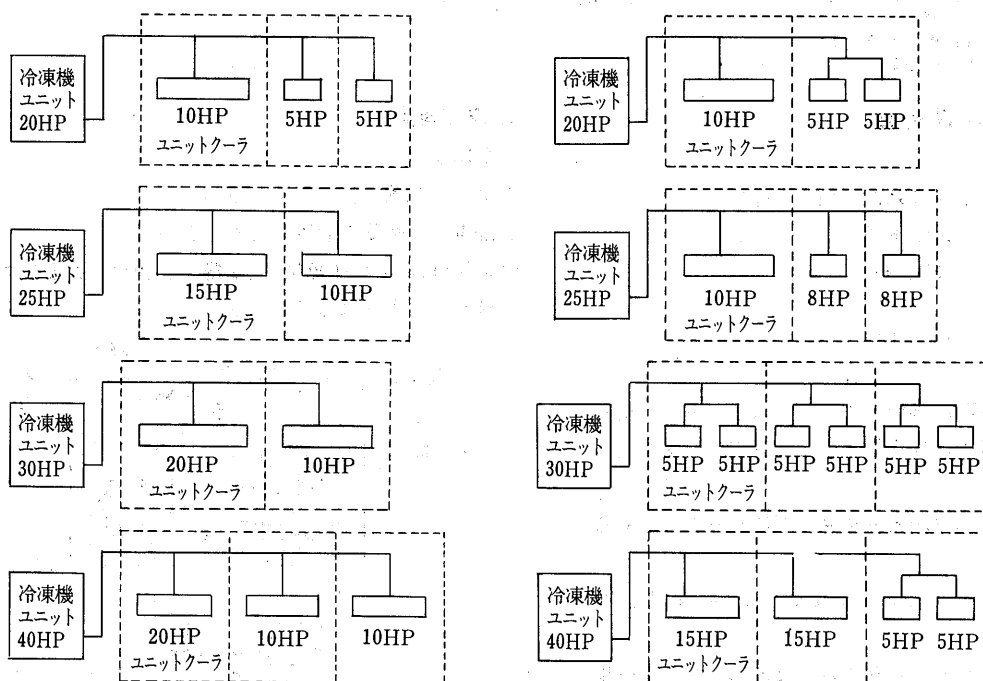 冷凍機
ユニット
20HP
10HP
5HP
5HP
ユニットクーラ
冷凍機
ユニット
20HP
10HP
5HP
5HP
ユニットクーラ
冷凍機
ユニット
25HP
15HP
10HP
ユニットクーラ
冷凍機
ユニット
25HP
10HP
8HP
8HP
ユニットクーラ
冷凍機
ユニット
30HP
20HP
10HP
ユニットクーラ
冷凍機
ユニット
30HP
5HP
5HP
5HP
5HP
5HP
5HP
ユニットクーラ
冷凍機
ユニット
40HP
20HP
10HP
10HP
ユニットクーラ
冷凍機
ユニット
40HP
15HP
15HP
5HP
5HP
ユニットクーラ